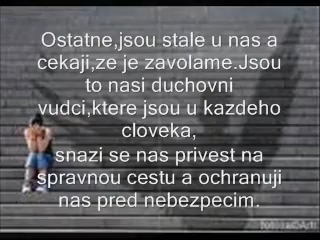 Ostatne,jsou stale u nas a
cekaji,ze je zavolame.Jsou
to nasi duchovni
vudci,ktere jsou u kazdeho
cloveka,
snazi se nas privest na
spravnou cestu a ochranuji
nas pred nebezpecim.